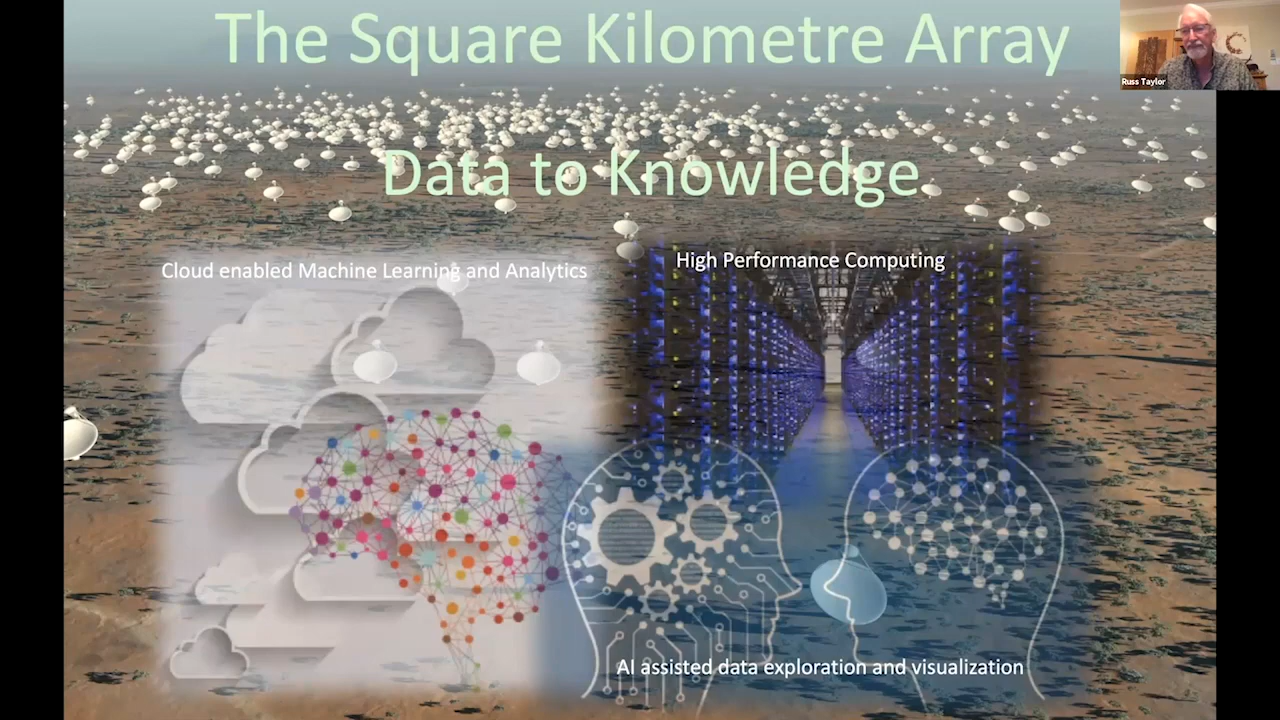 The Square Kilometre Array
Russ Taylor
Data to Knowledge
Cloud enabled Machine Learning and Analytics
High Performance Computing
AI assisted data exploration and visualization